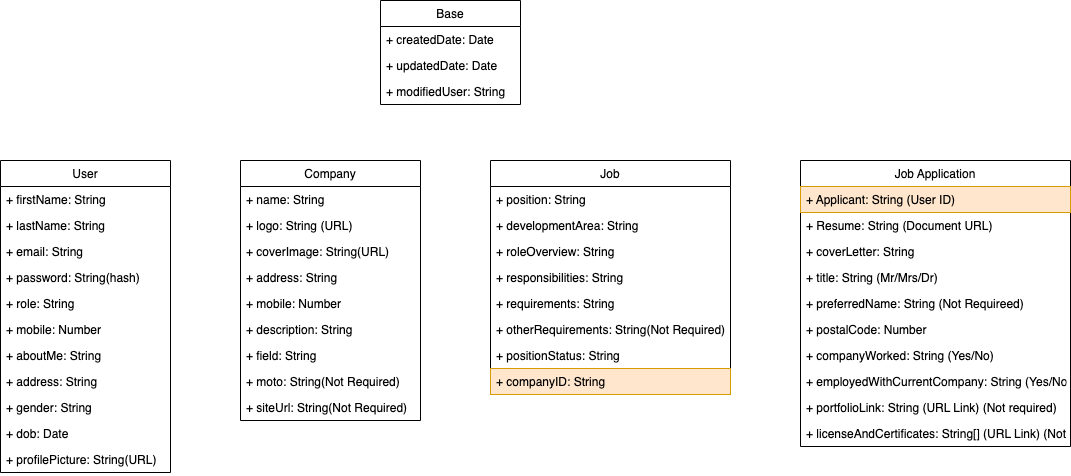 Base
+ createdDate: Date
+ updatedDate: Date
+ modifiedUser: String
User
+ firstName: String
+ lastName: String
+ email: String
+ password: String(hash)
+ role: String
+ mobile: Number
+ aboutMe: String
+ address: String
+ gender: String
+ dob: Date
+ profilePicture: String(URL)
Company
+ name: String
+ logo: String (URL)
+ coverImage: String(URL)
+ address: String
+ mobile: Number
+ description: String
+ field: String
+ moto: String(Not Required)
+ siteUrl: String(Not Required)
Job
+ position: String
+ developmentArea: String
+ roleOverview: String
+ responsibilities: String
+ requirements: String
+ otherRequirements: String(Not Required)
+ positionStatus: String
+ companyID: String
Job Application
+ Applicant: String (User ID)
+ Resume: String (Document URL)
+ coverLetter: String
+ title: String (Mr/Mrs/Dr)
+ preferredName: String (Not Requireed)
+ postalCode: Number
+ companyWorked: String (Yes/No)
+ employedWithCurrentCompany: String (Yes/No
+ portfolioLink: String (URL Link) (Not required)
+ licenseAndCertificates: String[] (URL Link) (Not